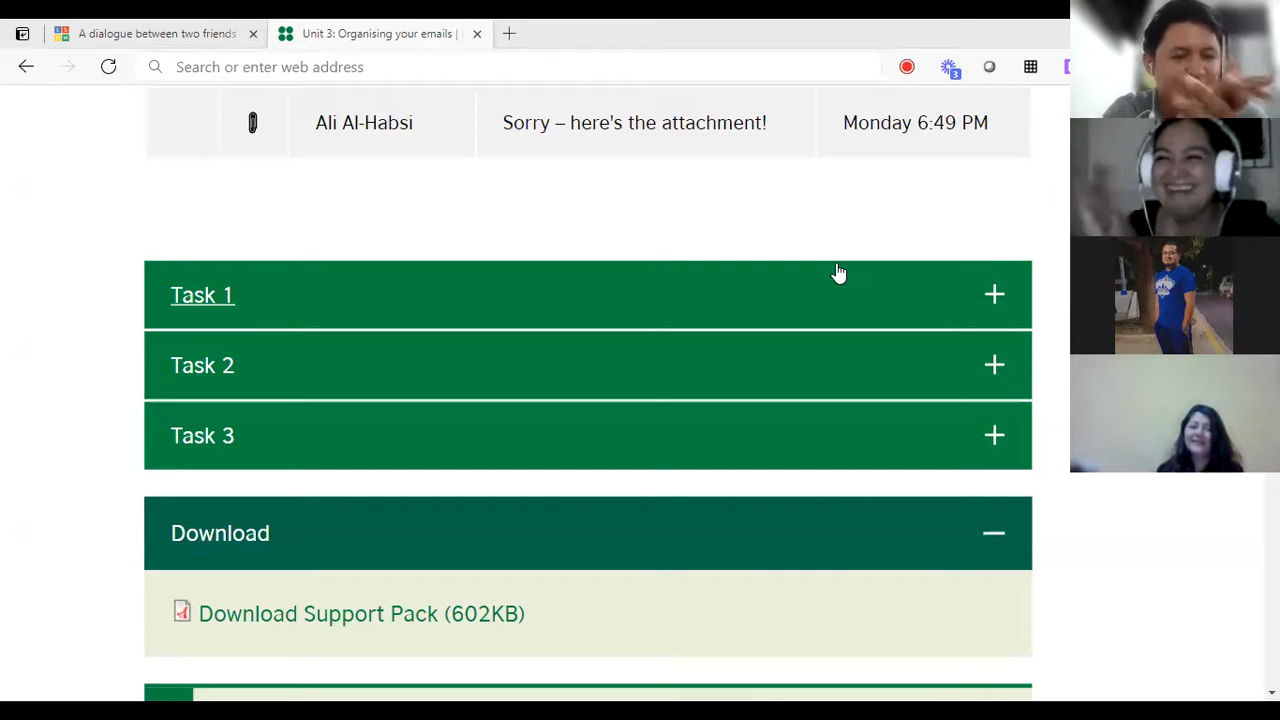 A dialogue between two friends
Unit 3: Organising your emails |
Search or enter web address
3
Ali Al-Habsi Sorry – here's the attachment! Monday 6:49 PM
Task 1
Task 2
Task 3
Download
Download Support Pack (602KB)